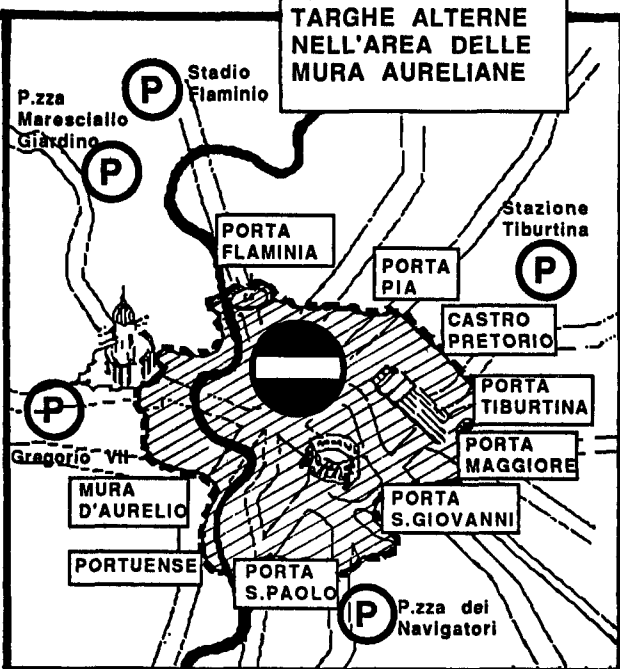 TARGHE ALTERNE
NELL'AREA DELLE
MURA AURELIANE
P
Stadio
Flaminio
P.zza
Maresciallo
Giardino
P
Stazione
Tiburtina
P
PORTA
FLAMINIA
PORTA
PIA
CASTRO
PRETORIO
PORTA
TIBURTINA
P
Gregorio VII
PORTA
MAGGIORE
MURA
D'AURELIO
PORTA
S.GIOVANNI
PORTUENSE
PORTA
S.PAOLO
P
P.zza dei
Navigatori